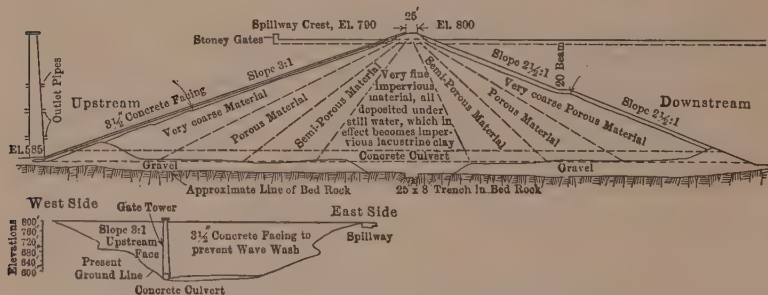 25'
Spillway Crest, El. 790
El. 800
Stoney Gates
Slope 3:1
Slope 2½:1
20 Beam
Outlet Pipes
Upstream
3½" Concrete Facing
Very coarse Material
Porous Material
Semi-Porous Material
Very fine
impervious
material, all
deposited under
still water, which in
effect becomes imper-
vious lacustrine clay
Semi-Porous Material
Porous Material
Very coarse Porous Material
Slope 2½:1
Downstream
El.585
Concrete Culvert
Gravel
Gravel
Approximate Line of Bed Rock
25 x 8 Trench in Bed Rock
West Side
Gate Tower
East Side
Elevations
800'
780
720
680
640
600
Slope 3:1
Upstream
Face
3½" Concrete Facing to
prevent Wave Wash
Spillway
Present
Ground Line
Concrete Culvert